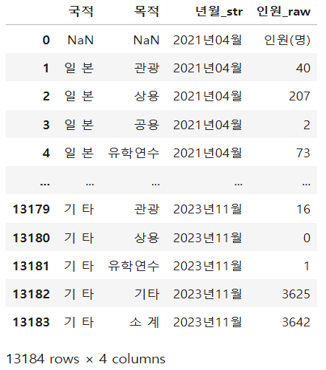 국적 목적 년월_str 인원_raw
0 NaN NaN 2021년04월 인원(명)
1 일 본 관광 2021년04월 40
2 일 본 상용 2021년04월 207
3 일 본 공용 2021년04월 2
4 일 본 유학연수 2021년04월 73
... ... ... ... ...
13179 기 타 관광 2023년11월 16
13180 기 타 상용 2023년11월 0
13181 기 타 유학연수 2023년11월 1
13182 기 타 기타 2023년11월 3625
13183 기 타 소 계 2023년11월 3642
13184 rows × 4 columns